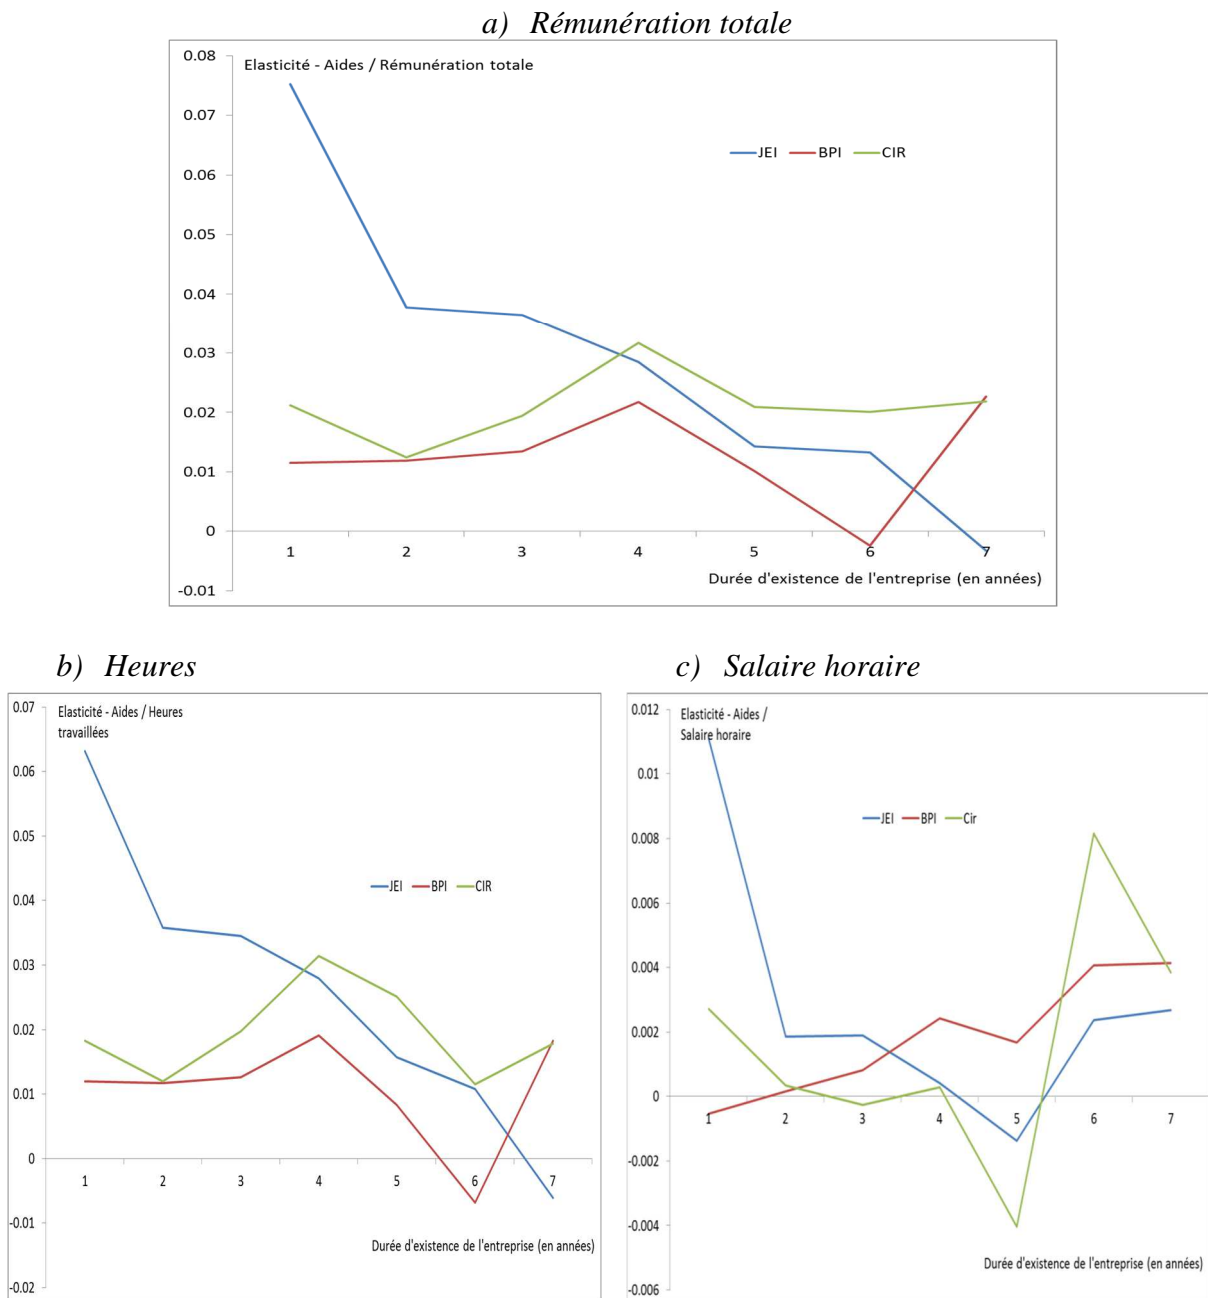 a) Rémunération totale
Elasticité - Aides / Rémunération totale
0.08
0.07
0.06
0.05
0.04
0.03
0.02
0.01
0
-0.01
JEI BPI CIR
1 2 3 4 5 6 7
Durée d'existence de l'entreprise (en années)
b) Heures
Elasticité - Aides / Heures
travaillées
0.07
0.06
0.05
0.04
0.03
0.02
0.01
0
-0.01
-0.02
JEI BPI CIR
1 2 3 4 5 6 7
Durée d'existence de l'entreprise (en années)
c) Salaire horaire
Elasticité - Aides /
Salaire horaire
0.012
0.01
0.008
0.006
0.004
0.002
0
-0.002
-0.004
-0.006
JEI BPI Cir
1 2 3 4 5 6 7
Durée d'existence de l'entreprise (en années)